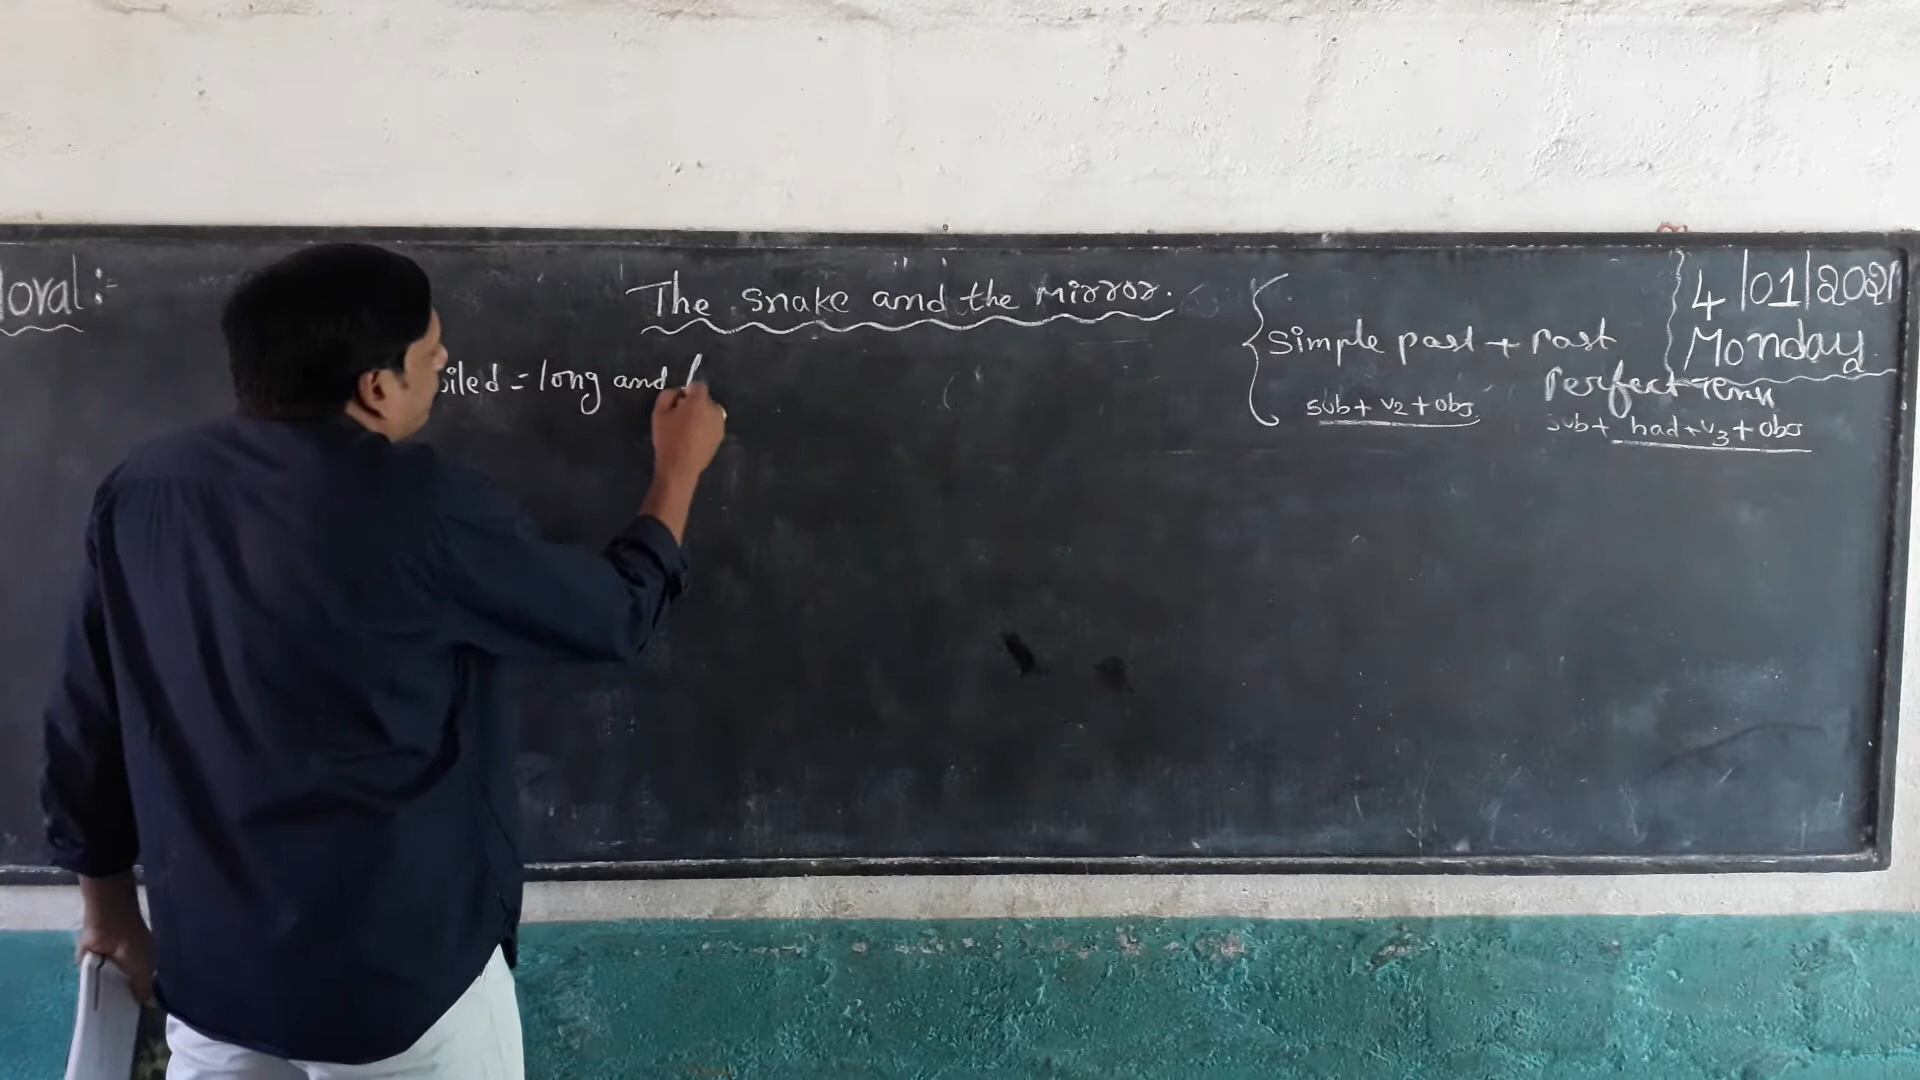 oral:-
The snake and the Mirror.
oiled = long and
Simple past + Past
Perfect Tense
sub + v2 + obj.
sub + had + v3 + obj
4/01/2021
Monday